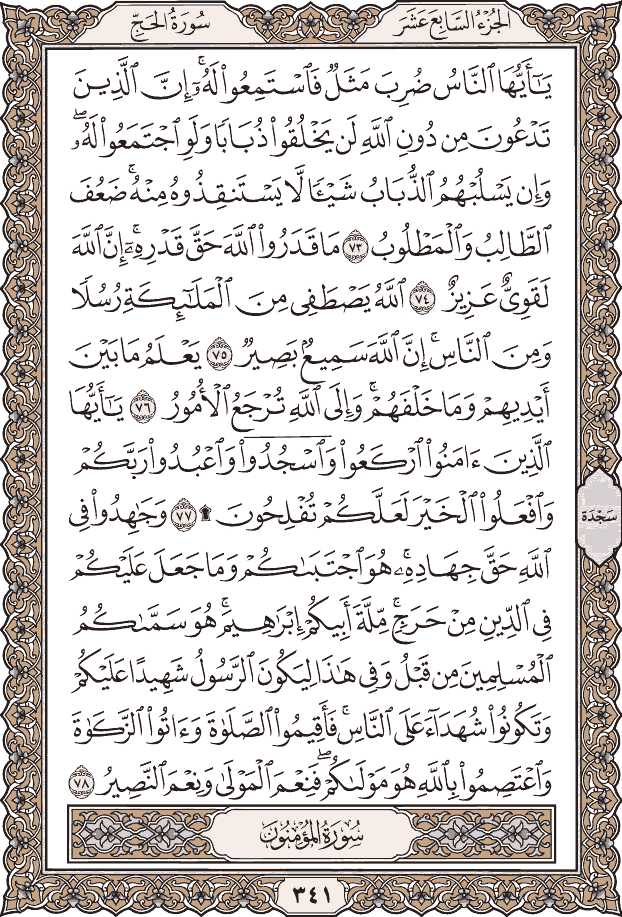 الجزء السابع عشر
سورة الحج
يَٰٓأَيُّهَا ٱلنَّاسُ ضُرِبَ مَثَلٞ فَٱسۡتَمِعُواْ لَهُۥٓۚ إِنَّ ٱلَّذِينَ
تَدۡعُونَ مِن دُونِ ٱللَّهِ لَن يَخۡلُقُواْ ذُبَابٗا وَلَوِ ٱجۡتَمَعُواْ لَهُۥۖ
وَإِن يَسۡلُبۡهُمُ ٱلذُّبَابُ شَيۡـٔٗا لَّا يَسۡتَنقِذُوهُ مِنۡهُۚ ضَعُفَ
ٱلطَّالِبُ وَٱلۡمَطۡلُوبُ ٧٣ مَا قَدَرُواْ ٱللَّهَ حَقَّ قَدۡرِهِۦٓۚ إِنَّ ٱللَّهَ
لَقَوِيٌّ عَزِيزٌ ٧٤ ٱللَّهُ يَصۡطَفِي مِنَ ٱلۡمَلَٰٓئِكَةِ رُسُلٗا
وَمِنَ ٱلنَّاسِۚ إِنَّ ٱللَّهَ سَمِيعُۢ بَصِيرٞ ٧٥ يَعۡلَمُ مَا بَيۡنَ
أَيۡدِيهِمۡ وَمَا خَلۡفَهُمۡۚ وَإِلَى ٱللَّهِ تُرۡجَعُ ٱلۡأُمُورُ ٧٦ يَٰٓأَيُّهَا
ٱلَّذِينَ ءَامَنُواْ ٱرۡكَعُواْ وَٱسۡجُدُواْۤ وَٱعۡبُدُواْ رَبَّكُمۡ
وَٱفۡعَلُواْ ٱلۡخَيۡرَ لَعَلَّكُمۡ تُفۡلِحُونَ ۩ ٧٧ وَجَٰهِدُواْ فِي
سجدة
ٱللَّهِ حَقَّ جِهَادِهِۦۚ هُوَ ٱجۡتَبَىٰكُمۡ وَمَا جَعَلَ عَلَيۡكُمۡ
فِي ٱلدِّينِ مِنۡ حَرَجٖۚ مِّلَّةَ أَبِيكُمۡ إِبۡرَٰهِيمَۚ هُوَ سَمَّىٰكُمُ
ٱلۡمُسۡلِمِينَ مِن قَبۡلُ وَفِي هَٰذَا لِيَكُونَ ٱلرَّسُولُ شَهِيدًا عَلَيۡكُمۡ
وَتَكُونُواْ شُهَدَآءَ عَلَى ٱلنَّاسِۚ فَأَقِيمُواْ ٱلصَّلَوٰةَ وَءَاتُواْ ٱلزَّكَوٰةَ
وَٱعۡتَصِمُواْ بِٱللَّهِ هُوَ مَوۡلَىٰكُمۡۖ فَنِعۡمَ ٱلۡمَوۡلَىٰ وَنِعۡمَ ٱلنَّصِيرُ ٧٨
سُورَةُ المُؤۡمِنُونَ
٣٤١